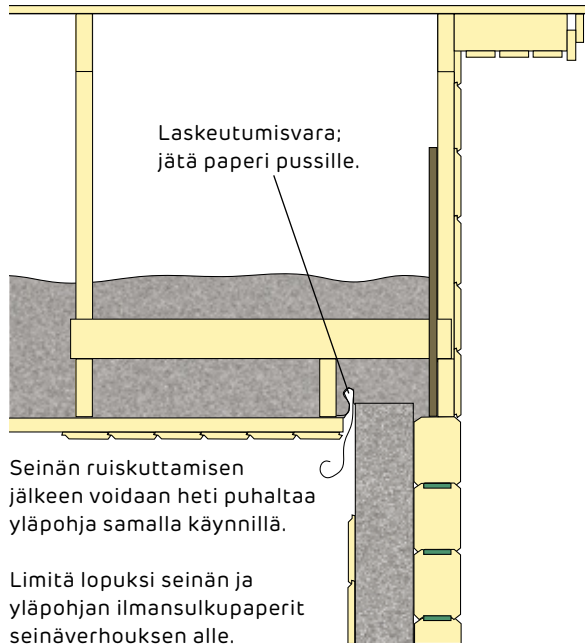 Laskeutumisvara;
jätä paperi pussille.
Seinän ruiskuttamisen
jälkeen voidaan heti puhaltaa
yläpohja samalla käynnillä.
Limitä lopuksi seinän ja
yläpohjan ilmansulkupaperit
seinäverhouksen alle.